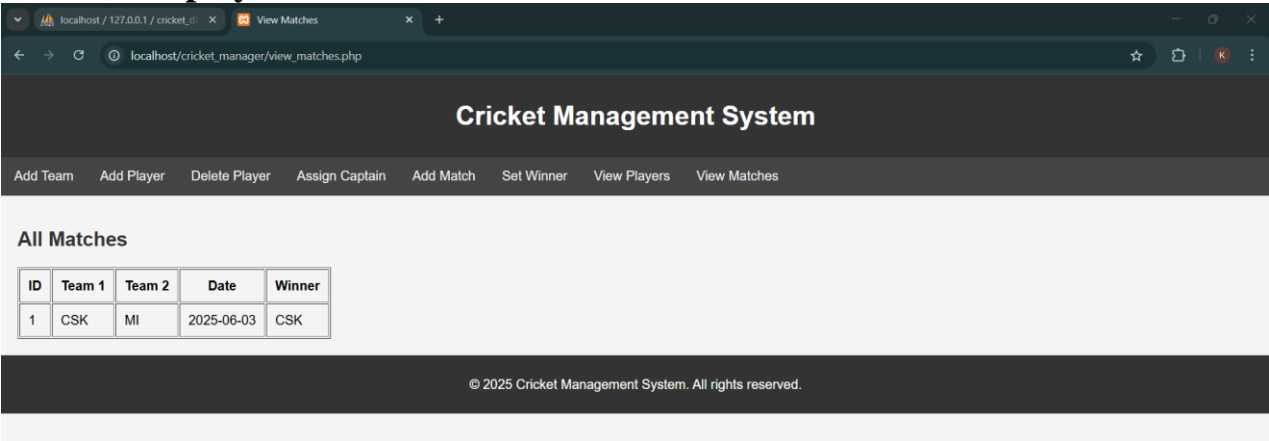 localhost / 127.0.0.1 / cricket_d
View Matches
localhost/cricket_manager/view_matches.php
K
Cricket Management System
Add Team Add Player Delete Player Assign Captain Add Match Set Winner View Players View Matches
All Matches
ID Team 1 Team 2 Date Winner
1 CSK MI 2025-06-03 CSK
© 2025 Cricket Management System. All rights reserved.